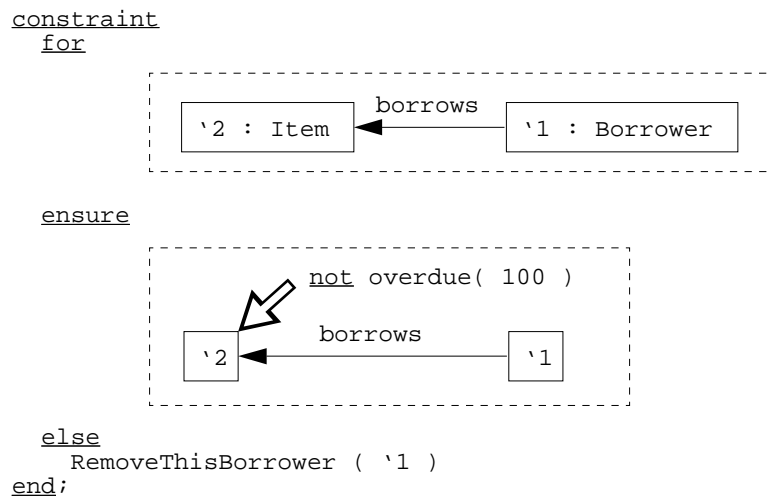 constraint
for
borrows
‘2 : Item
‘1 : Borrower
ensure
not overdue( 100 )
borrows
‘2
‘1
else
RemoveThisBorrower ( ‘1 )
end;